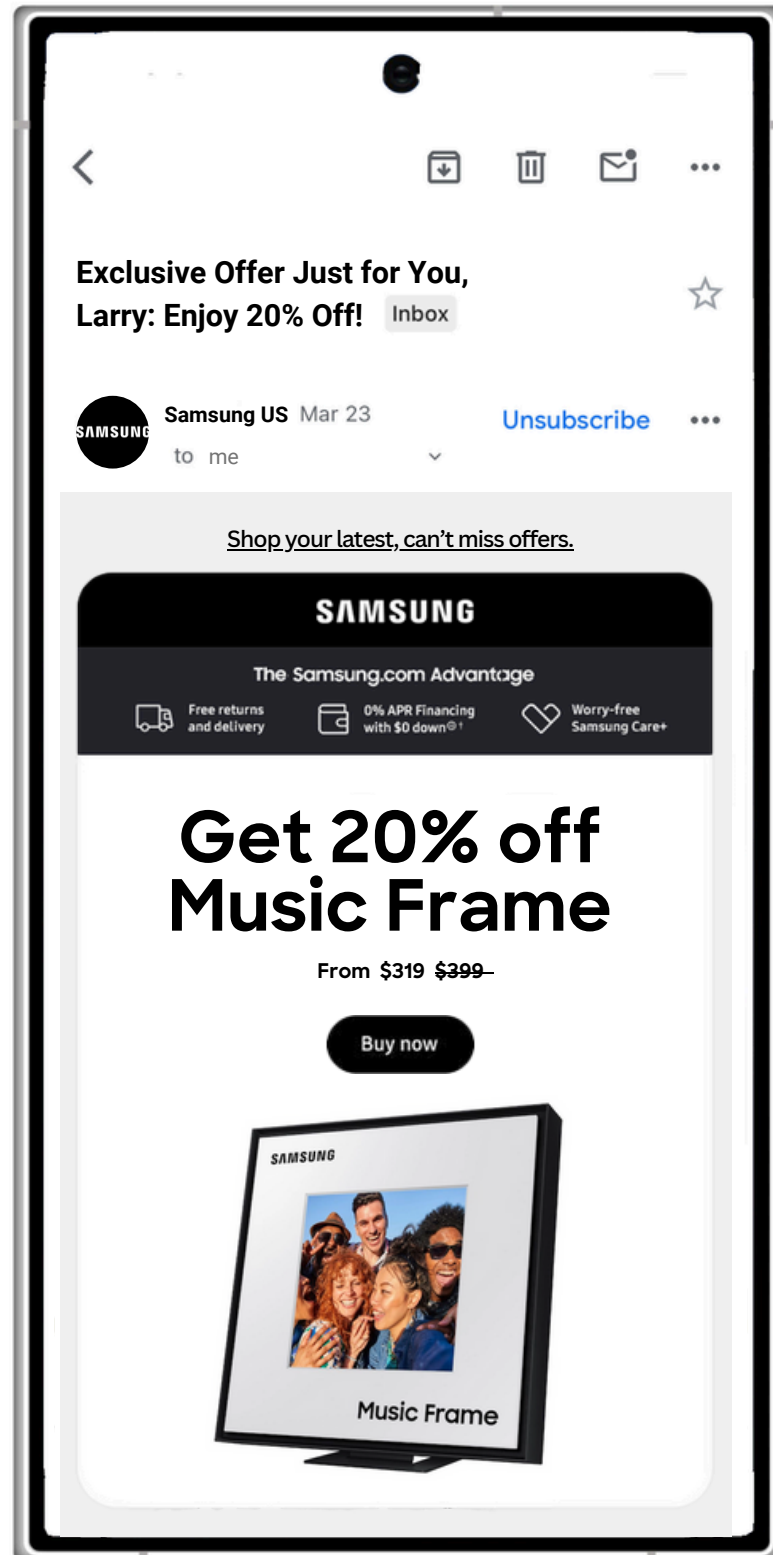 Exclusive Offer Just for You,
Larry: Enjoy 20% Off! Inbox
Samsung US Mar 23 Unsubscribe
SAMSUNG
to me
Shop your latest, can't miss offers.
SAMSUNG
The Samsung.com Advantage
Free returns
and delivery
0% APR Financing
with $0 down⊖†
Worry-free
Samsung Care+
Get 20% off
Music Frame
From $319 $399
Buy now
SAMSUNG
Music Frame